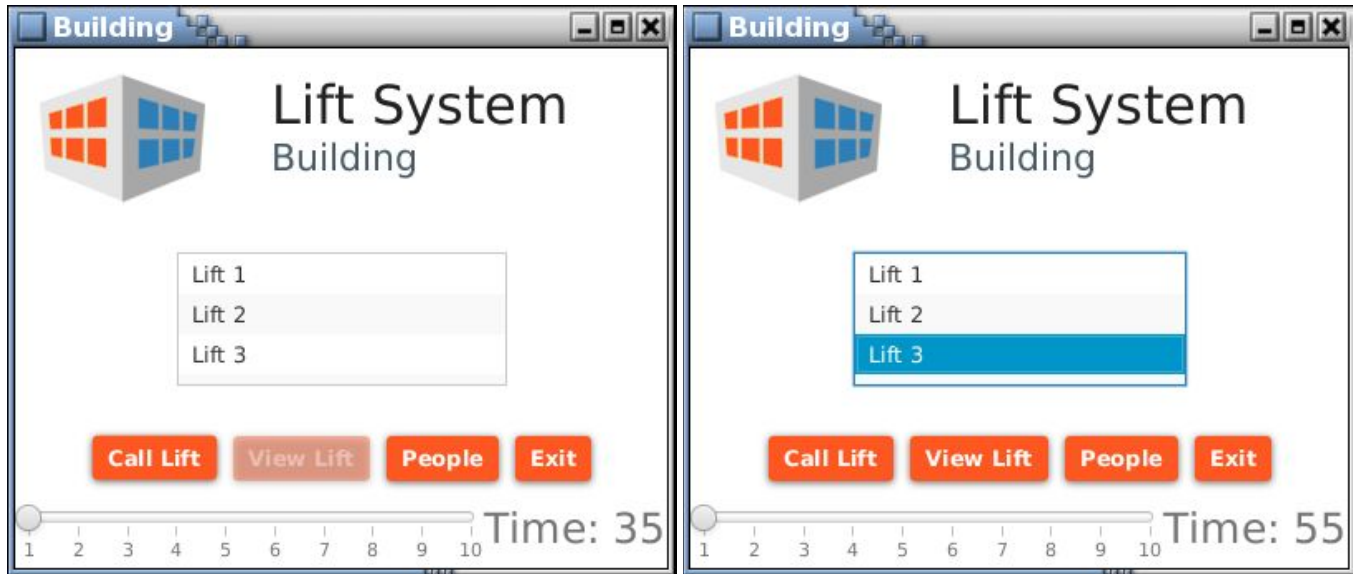 Building
Lift System
Building
Lift 1
Lift 2
Lift 3
Call Lift View Lift People Exit
1 2 3 4 5 6 7 8 9 10
Time: 35
Building
Lift System
Building
Lift 1
Lift 2
Lift 3
Call Lift View Lift People Exit
1 2 3 4 5 6 7 8 9 10
Time: 55